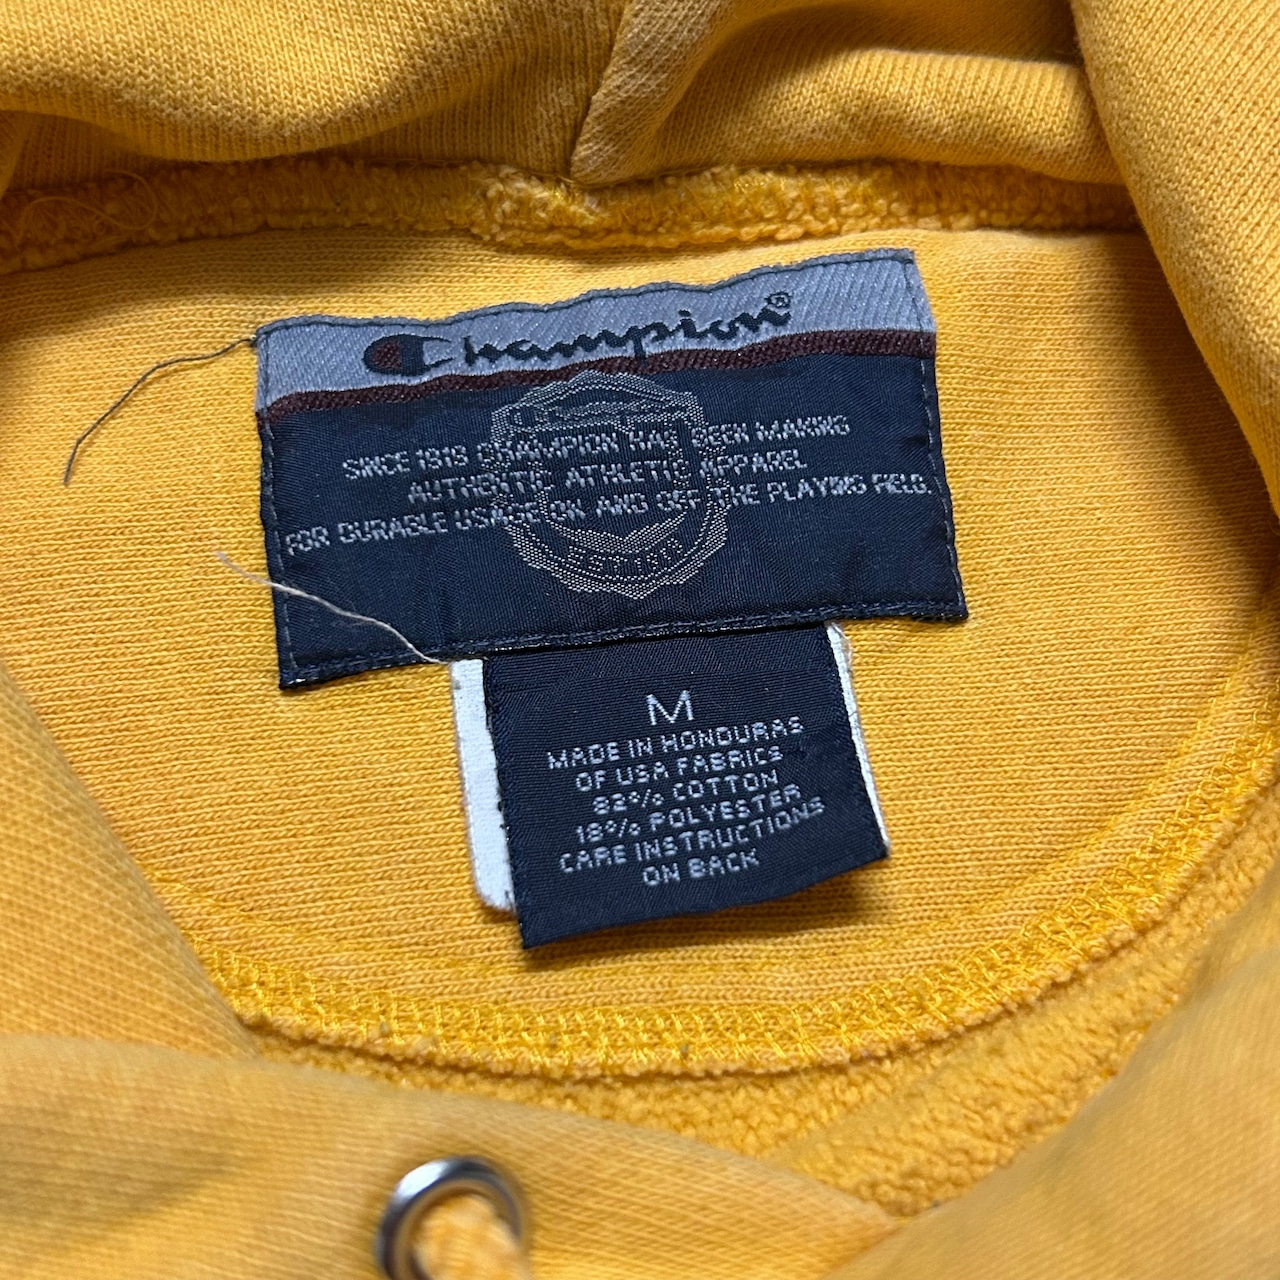 Champion®
SINCE 1919 CHAMPION HAS BEEN MAKING
AUTHENTIC ATHLETIC APPAREL
FOR DURABLE USAGE ON AND OFF THE PLAYING FIELD.
M
MADE IN HONDURAS
OF USA FABRICS
82% COTTON
18% POLYESTER
CARE INSTRUCTIONS
ON BACK